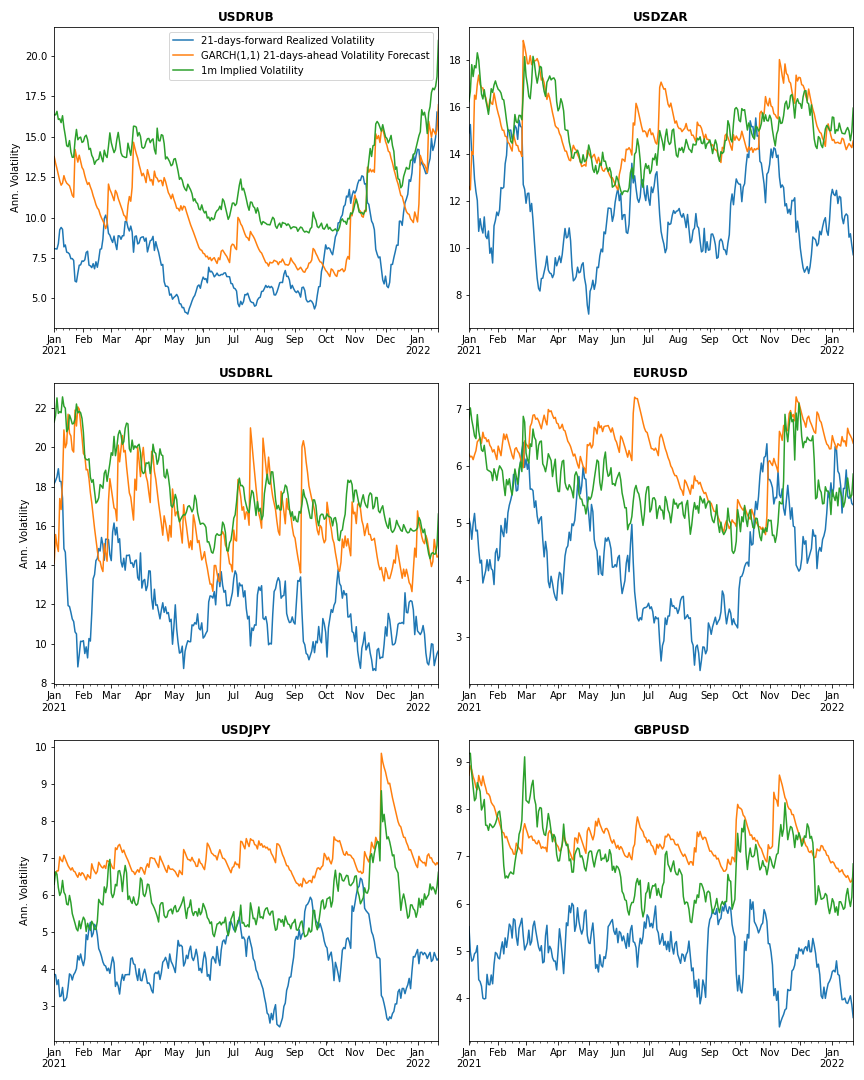 USDRUB
21-days-forward Realized Volatility
GARCH(1,1) 21-days-ahead Volatility Forecast
1m Implied Volatility
Ann. Volatility
20.0
17.5
15.0
12.5
10.0
7.5
5.0
Jan Feb Mar Apr May Jun Jul Aug Sep Oct Nov Dec Jan
2021 2022
USDZAR
18
16
14
12
10
8
Jan Feb Mar Apr May Jun Jul Aug Sep Oct Nov Dec Jan
2021 2022
USDBRL
Ann. Volatility
22
20
18
16
14
12
10
8
Jan Feb Mar Apr May Jun Jul Aug Sep Oct Nov Dec Jan
2021 2022
EURUSD
7
6
5
4
3
Jan Feb Mar Apr May Jun Jul Aug Sep Oct Nov Dec Jan
2021 2022
USDJPY
Ann. Volatility
10
9
8
7
6
5
4
3
Jan Feb Mar Apr May Jun Jul Aug Sep Oct Nov Dec Jan
2021 2022
GBPUSD
9
8
7
6
5
4
Jan Feb Mar Apr May Jun Jul Aug Sep Oct Nov Dec Jan
2021 2022